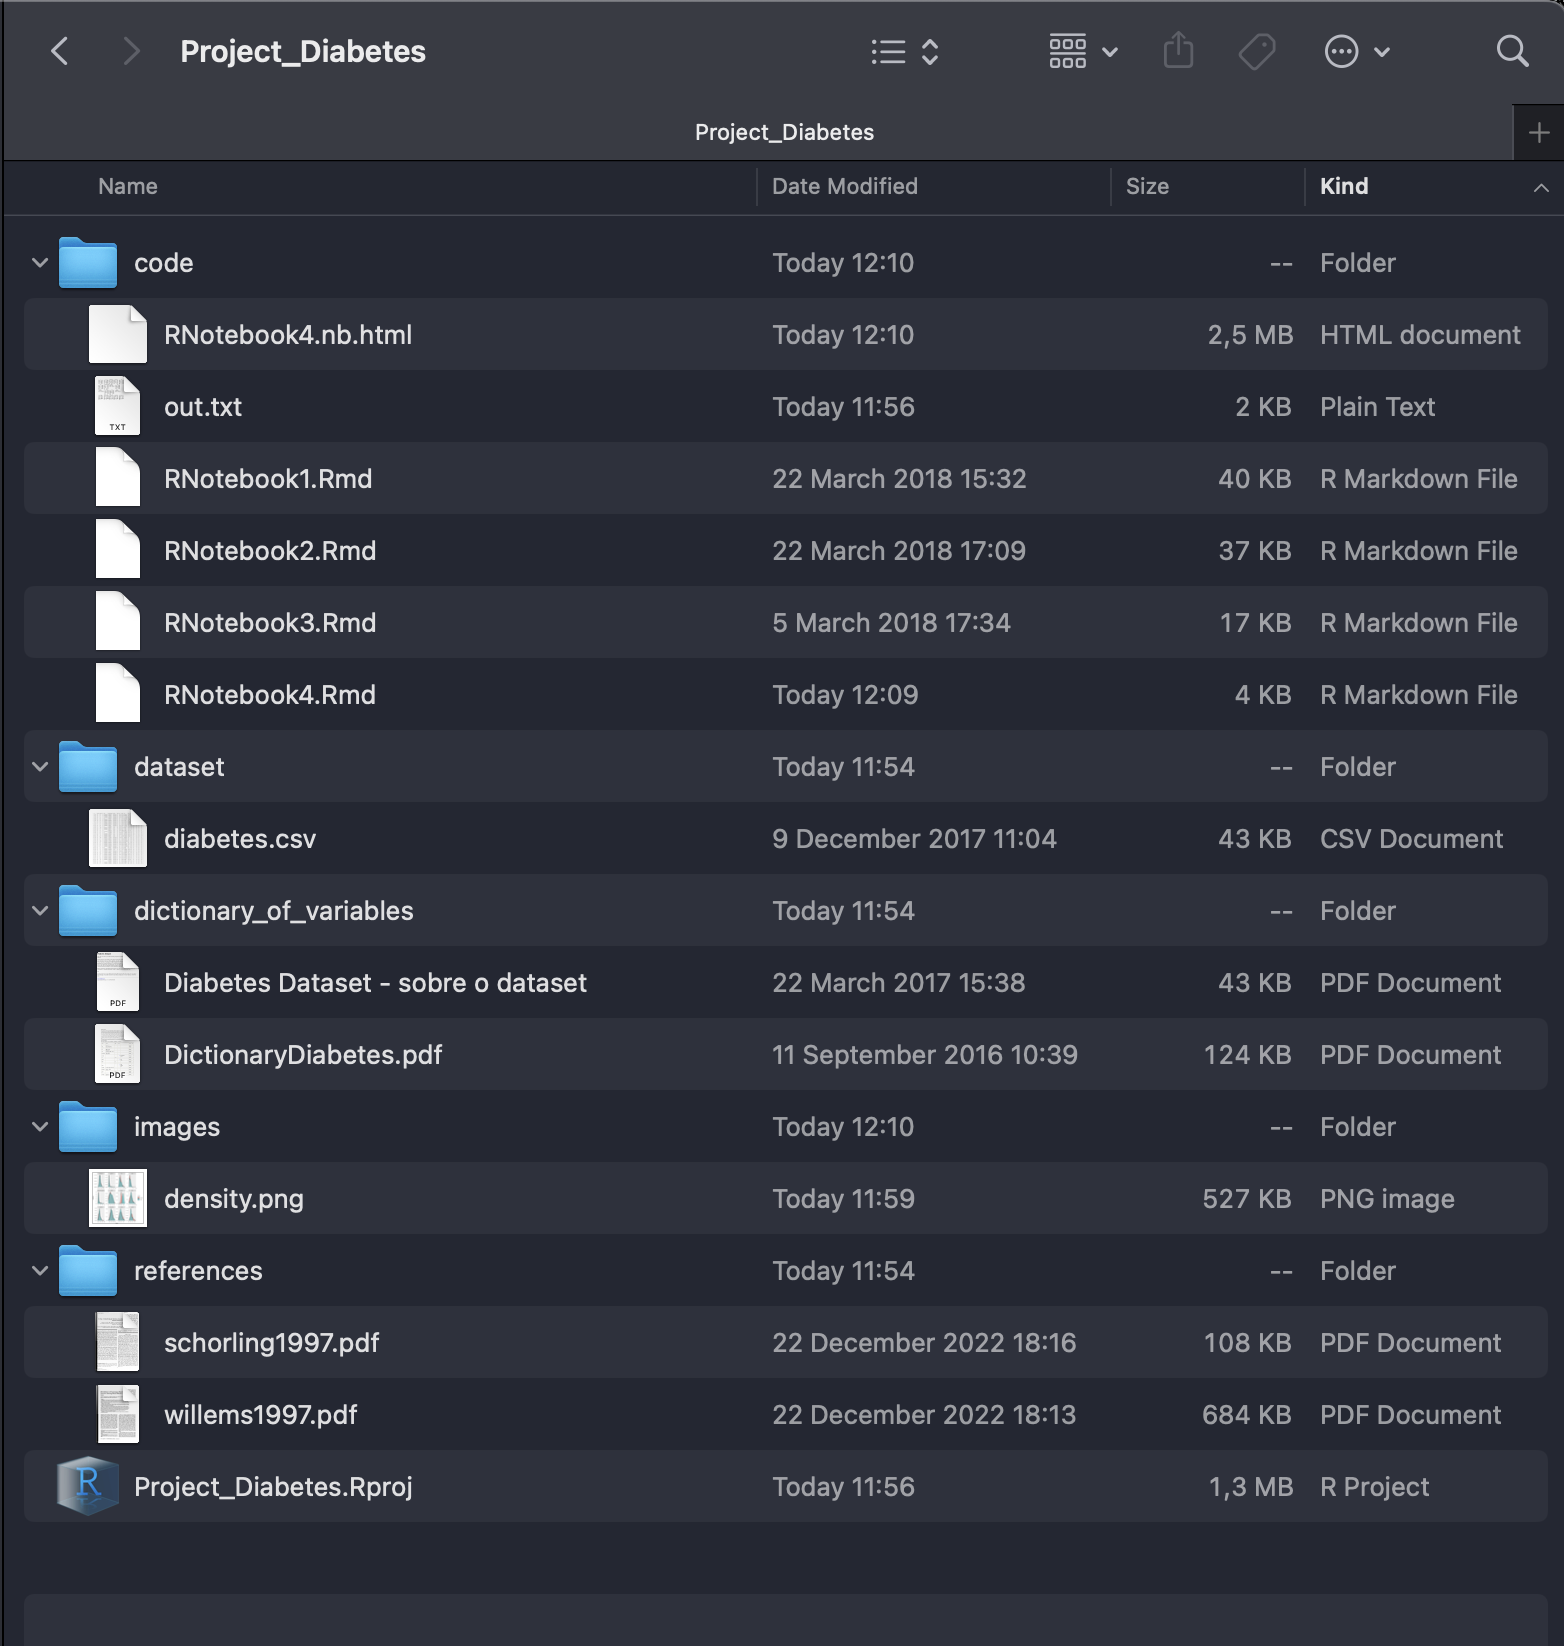 Project_Diabetes
Project_Diabetes
Name Date Modified Size Kind
code Today 12:10 -- Folder
RNotebook4.nb.html Today 12:10 2,5 MB HTML document
TXT out.txt Today 11:56 2 KB Plain Text
RNotebook1.Rmd 22 March 2018 15:32 40 KB R Markdown File
RNotebook2.Rmd 22 March 2018 17:09 37 KB R Markdown File
RNotebook3.Rmd 5 March 2018 17:34 17 KB R Markdown File
RNotebook4.Rmd Today 12:09 4 KB R Markdown File
dataset Today 11:54 -- Folder
diabetes.csv 9 December 2017 11:04 43 KB CSV Document
dictionary_of_variables Today 11:54 -- Folder
PDF Diabetes Dataset - sobre o dataset 22 March 2017 15:38 43 KB PDF Document
PDF DictionaryDiabetes.pdf 11 September 2016 10:39 124 KB PDF Document
images Today 12:10 -- Folder
density.png Today 11:59 527 KB PNG image
references Today 11:54 -- Folder
schorling1997.pdf 22 December 2022 18:16 108 KB PDF Document
willems1997.pdf 22 December 2022 18:13 684 KB PDF Document
R Project_Diabetes.Rproj Today 11:56 1,3 MB R Project